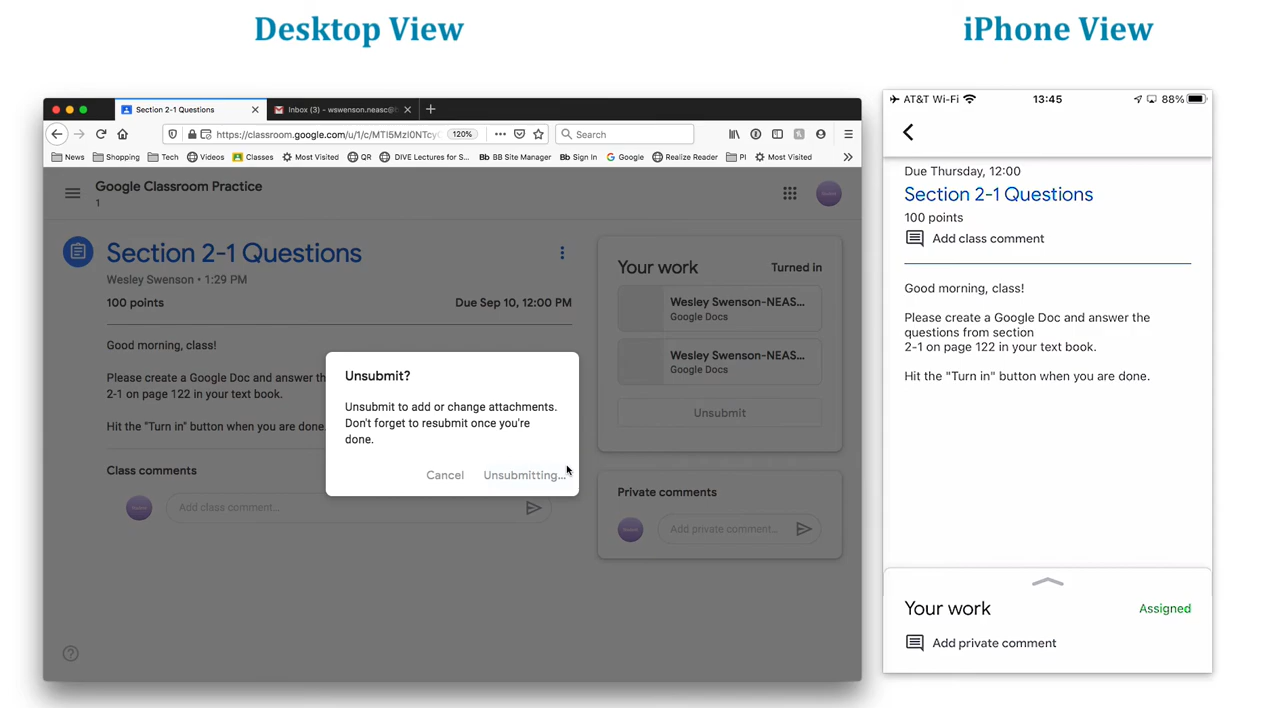 Desktop View
iPhone View
Section 2-1 Questions
Inbox (3) - wswenson.neasc@
https://classroom.google.com/u/1/c/MTI5MzI0NTcy
120%
Search
News
Shopping
Tech
Videos
Classes
Most Visited
QR
DIVE Lectures for S...
Bb BB Site Manager
Bb Sign In
Google
Realize Reader
PI
Most Visited
Google Classroom Practice
1
Section 2-1 Questions
Wesley Swenson • 1:29 PM
100 points
Due Sep 10, 12:00 PM
Good morning, class!
Please create a Google Doc and answer th
2-1 on page 122 in your text book.
Hit the "Turn in" button when you are done.
Class comments
Add class comment...
Unsubmit?
Unsubmit to add or change attachments.
Don't forget to resubmit once you're
done.
Cancel
Unsubmitting...
Your work
Turned in
Wesley Swenson-NEAS...
Google Docs
Wesley Swenson-NEAS...
Google Docs
Unsubmit
Private comments
Add private comment...
AT&T Wi-Fi
13:45
88%
Due Thursday, 12:00
Section 2-1 Questions
100 points
Add class comment
Good morning, class!
Please create a Google Doc and answer the
questions from section
2-1 on page 122 in your text book.
Hit the "Turn in" button when you are done.
Your work
Assigned
Add private comment